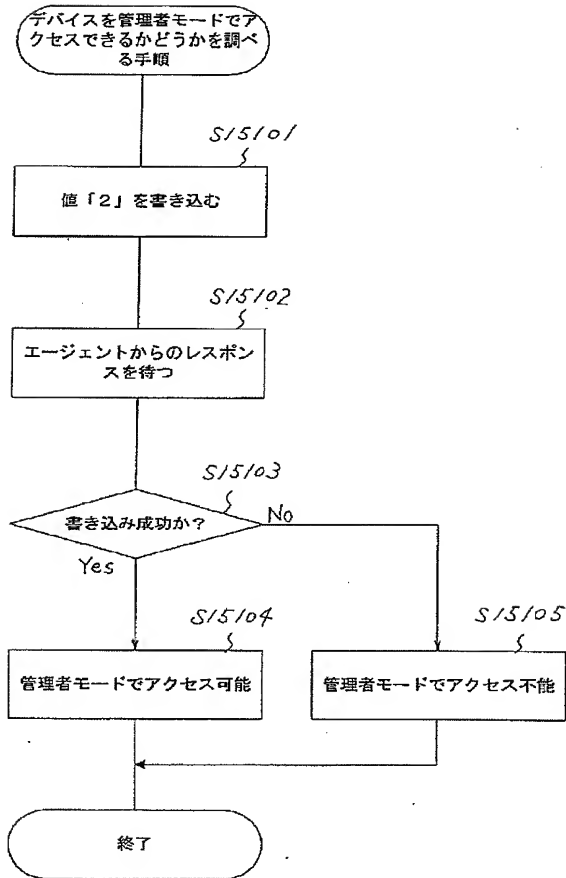 デバイスを管理者モードでア
クセスできるかどうかを調べ
る手順
S15101
値「2」を書き込む
S15102
エージェントからのレスポン
スを待つ
S15103
書き込み成功か?
No
Yes
S15104
S15105
管理者モードでアクセス可能
管理者モードでアクセス不能
終了